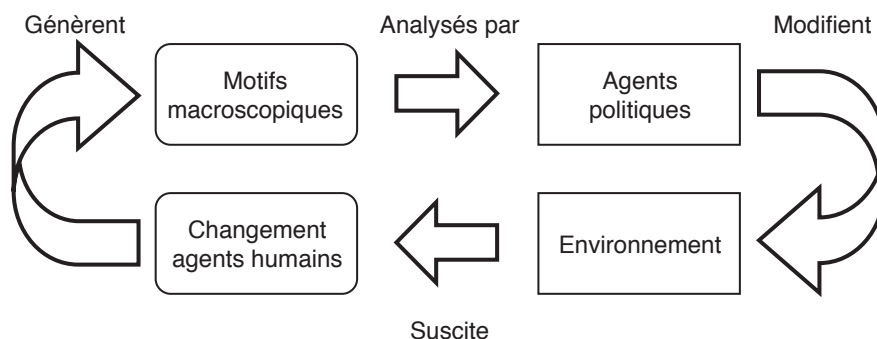 Génèrent
Analysés par
Modifient
Motifs
macroscopiques
Agents
politiques
Changement
agents humains
Environnement
Suscite